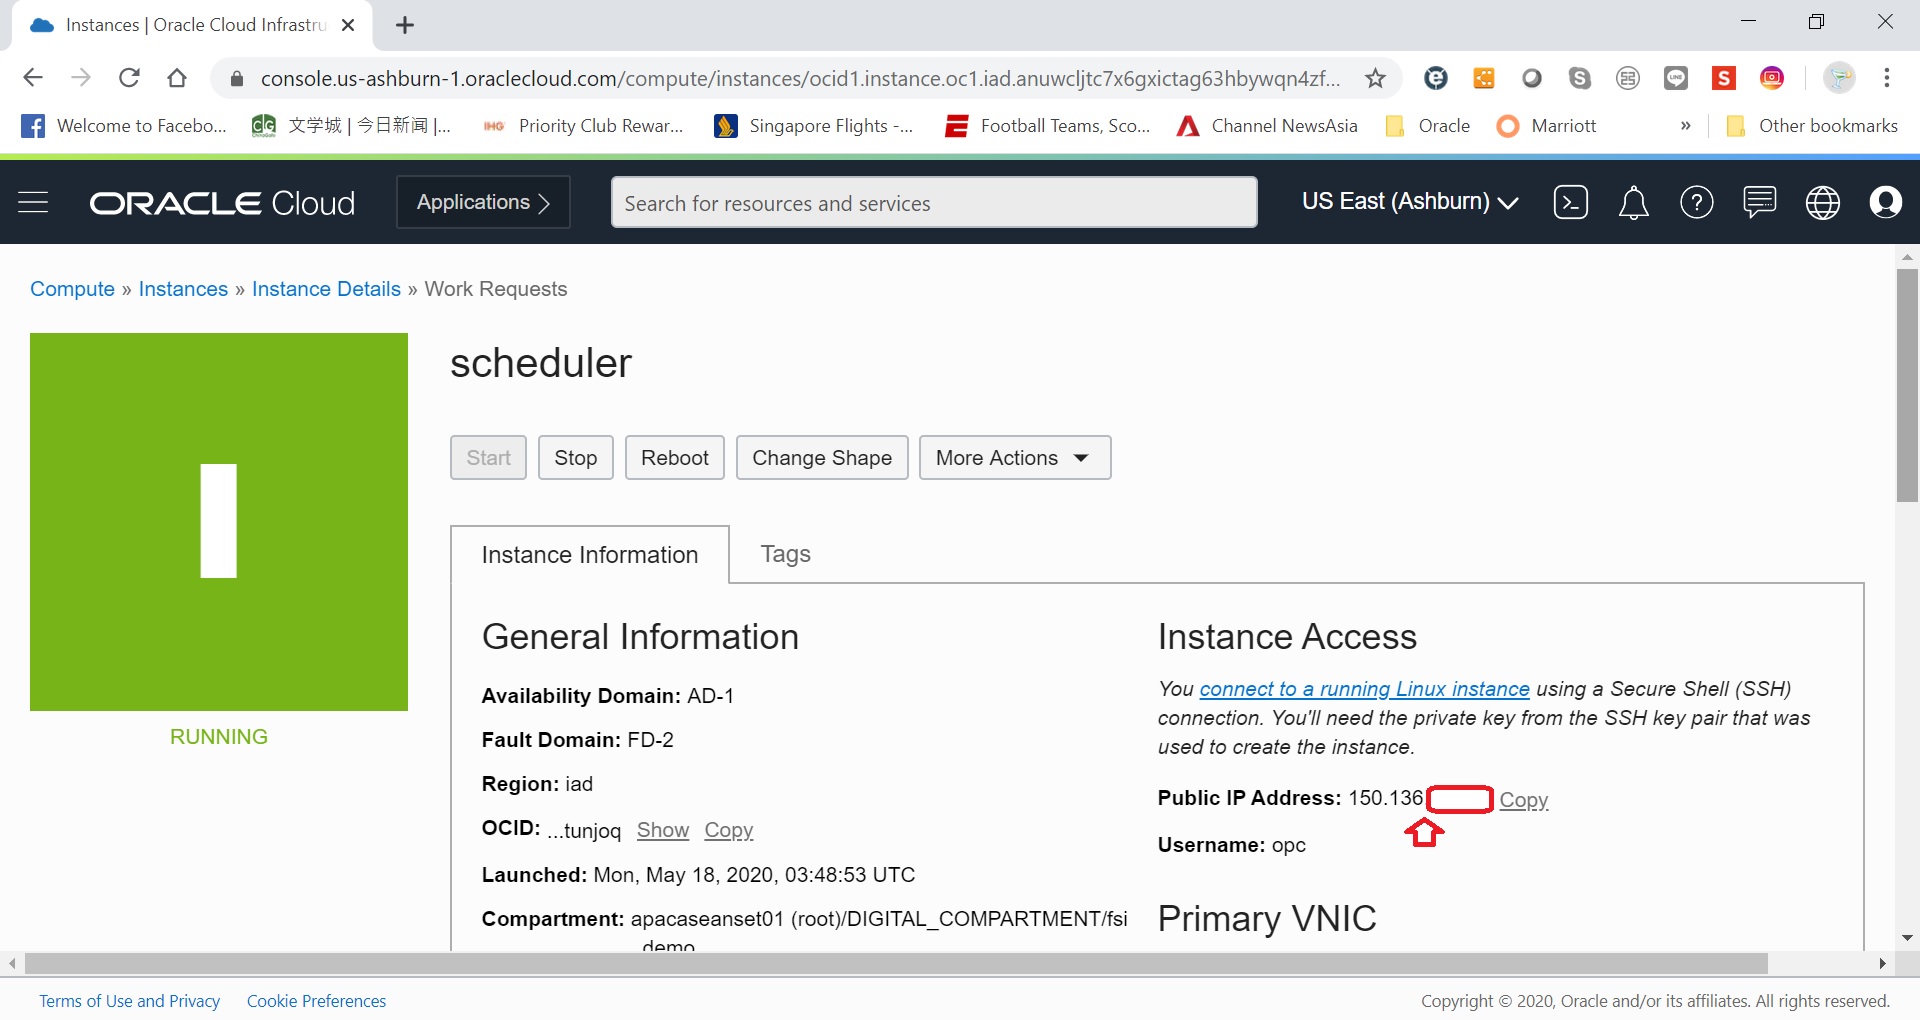 Instances | Oracle Cloud Infrastru
console.us-ashburn-1.oraclecloud.com/compute/instances/ocid1.instance.oc1.iad.anuwcljtc7x6gxictag63hbywqn4zf...
Welcome to Facebo... 文学城 | 今日新闻 |... IHG Priority Club Rewar... Singapore Flights -... Football Teams, Sco... Channel NewsAsia Oracle Marriott » Other bookmarks
ORACLE Cloud Applications Search for resources and services US East (Ashburn)
Compute » Instances » Instance Details » Work Requests
scheduler
Start Stop Reboot Change Shape More Actions
RUNNING
Instance Information Tags
General Information
Availability Domain: AD-1
Fault Domain: FD-2
Region: iad
OCID: ...tunjoq Show Copy
Launched: Mon, May 18, 2020, 03:48:53 UTC
Compartment: apacaseanset01 (root)/DIGITAL_COMPARTMENT/fsi
demo
Instance Access
You connect to a running Linux instance using a Secure Shell (SSH)
connection. You'll need the private key from the SSH key pair that was
used to create the instance.
Public IP Address: 150.136 Copy
Username: opc
Primary VNIC
Terms of Use and Privacy Cookie Preferences Copyright © 2020, Oracle and/or its affiliates. All rights reserved.